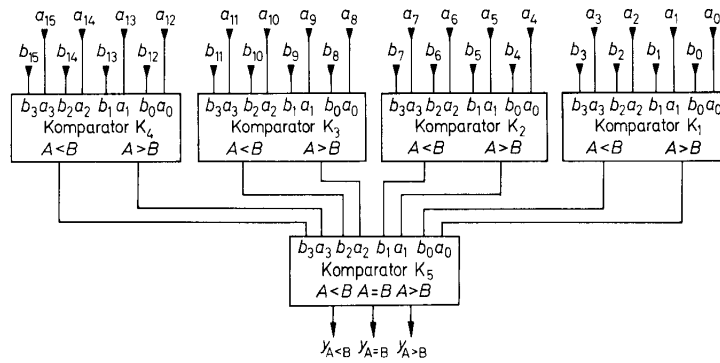 a15 a14 a13 a12 a11 a10 a9 a8 a7 a6 a5 a4 a3 a2 a1 a0
b15 b14 b13 b12 b11 b10 b9 b8 b7 b6 b5 b4 b3 b2 b1 b0
b3a3 b2a2 b1a1 b0a0 b3a3 b2a2 b1a1 b0a0 b3a3 b2a2 b1a1 b0a0 b3a3 b2a2 b1a1 b0a0
Komparator K4 Komparator K3 Komparator K2 Komparator K1
A<B A>B A<B A>B A<B A>B A<B A>B
b3a3 b2a2 b1a1 b0a0
Komparator K5
A<B A=B A>B
yA<B yA=B yA>B